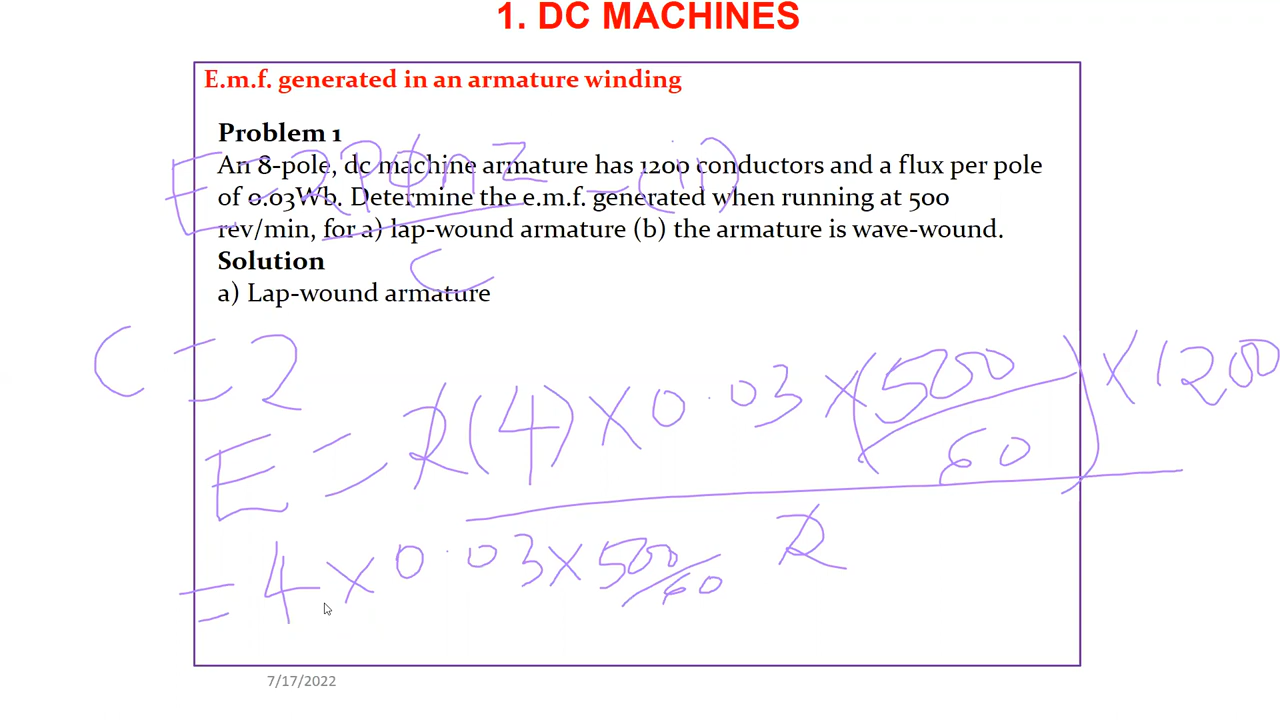 1. DC MACHINES
E.m.f. generated in an armature winding
Problem 1
An 8-pole, dc machine armature has 1200 conductors and a flux per pole
of 0.03Wb. Determine the e.m.f. generated when running at 500
rev/min, for a) lap-wound armature (b) the armature is wave-wound.
Solution
a) Lap-wound armature
E = 2PΦnZ - (ii)
C
C = 2
E = 2(4) × 0.03 × (500/60) × 1200
2
= 4 × 0.03 × 500/60
7/17/2022